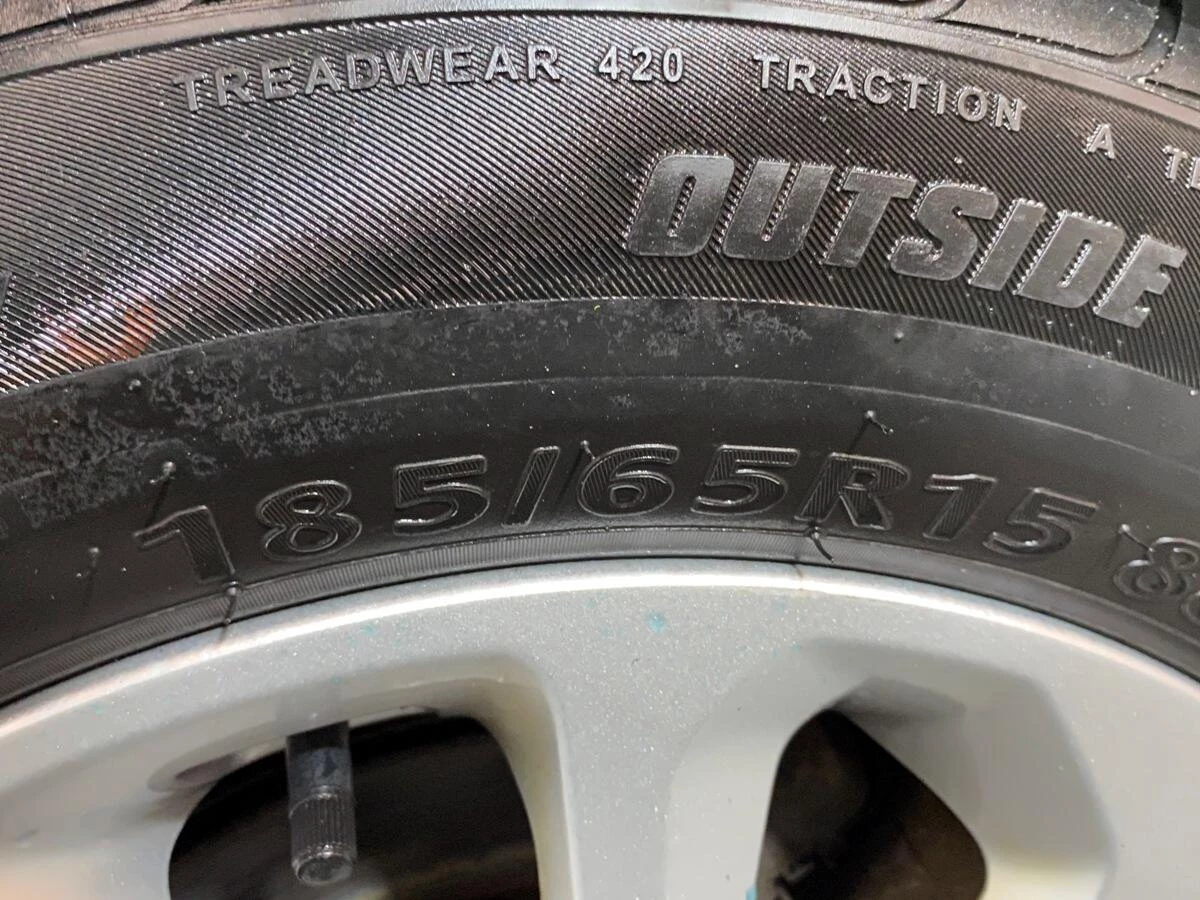 TREADWEAR 420 TRACTION A
OUTSIDE
185/65R15